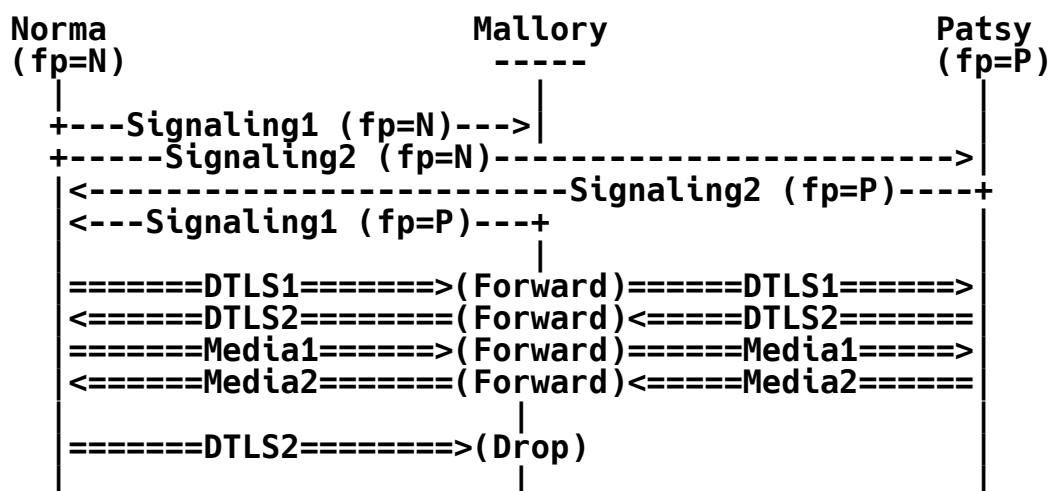 Norma                   Mallory                 Patsy
(fp=N)                   -----                  (fp=P)
  |                        |                       |
  +---Signaling1 (fp=N)--->|                       |
  +-----Signaling2 (fp=N)------------------------>|
  |<-------------------------Signaling2 (fp=P)----+
  |<---Signaling1 (fp=P)---+                       |
  |                        |                       |
  |=======DTLS1=======>(Forward)======DTLS1======>|
  |<======DTLS2========(Forward)<=====DTLS2=======|
  |=======Media1======>(Forward)======Media1=====>|
  |<======Media2=======(Forward)<=====Media2======|
  |                       |                       |
  |=======DTLS2========>(Drop)                    |
  |                       |                       |